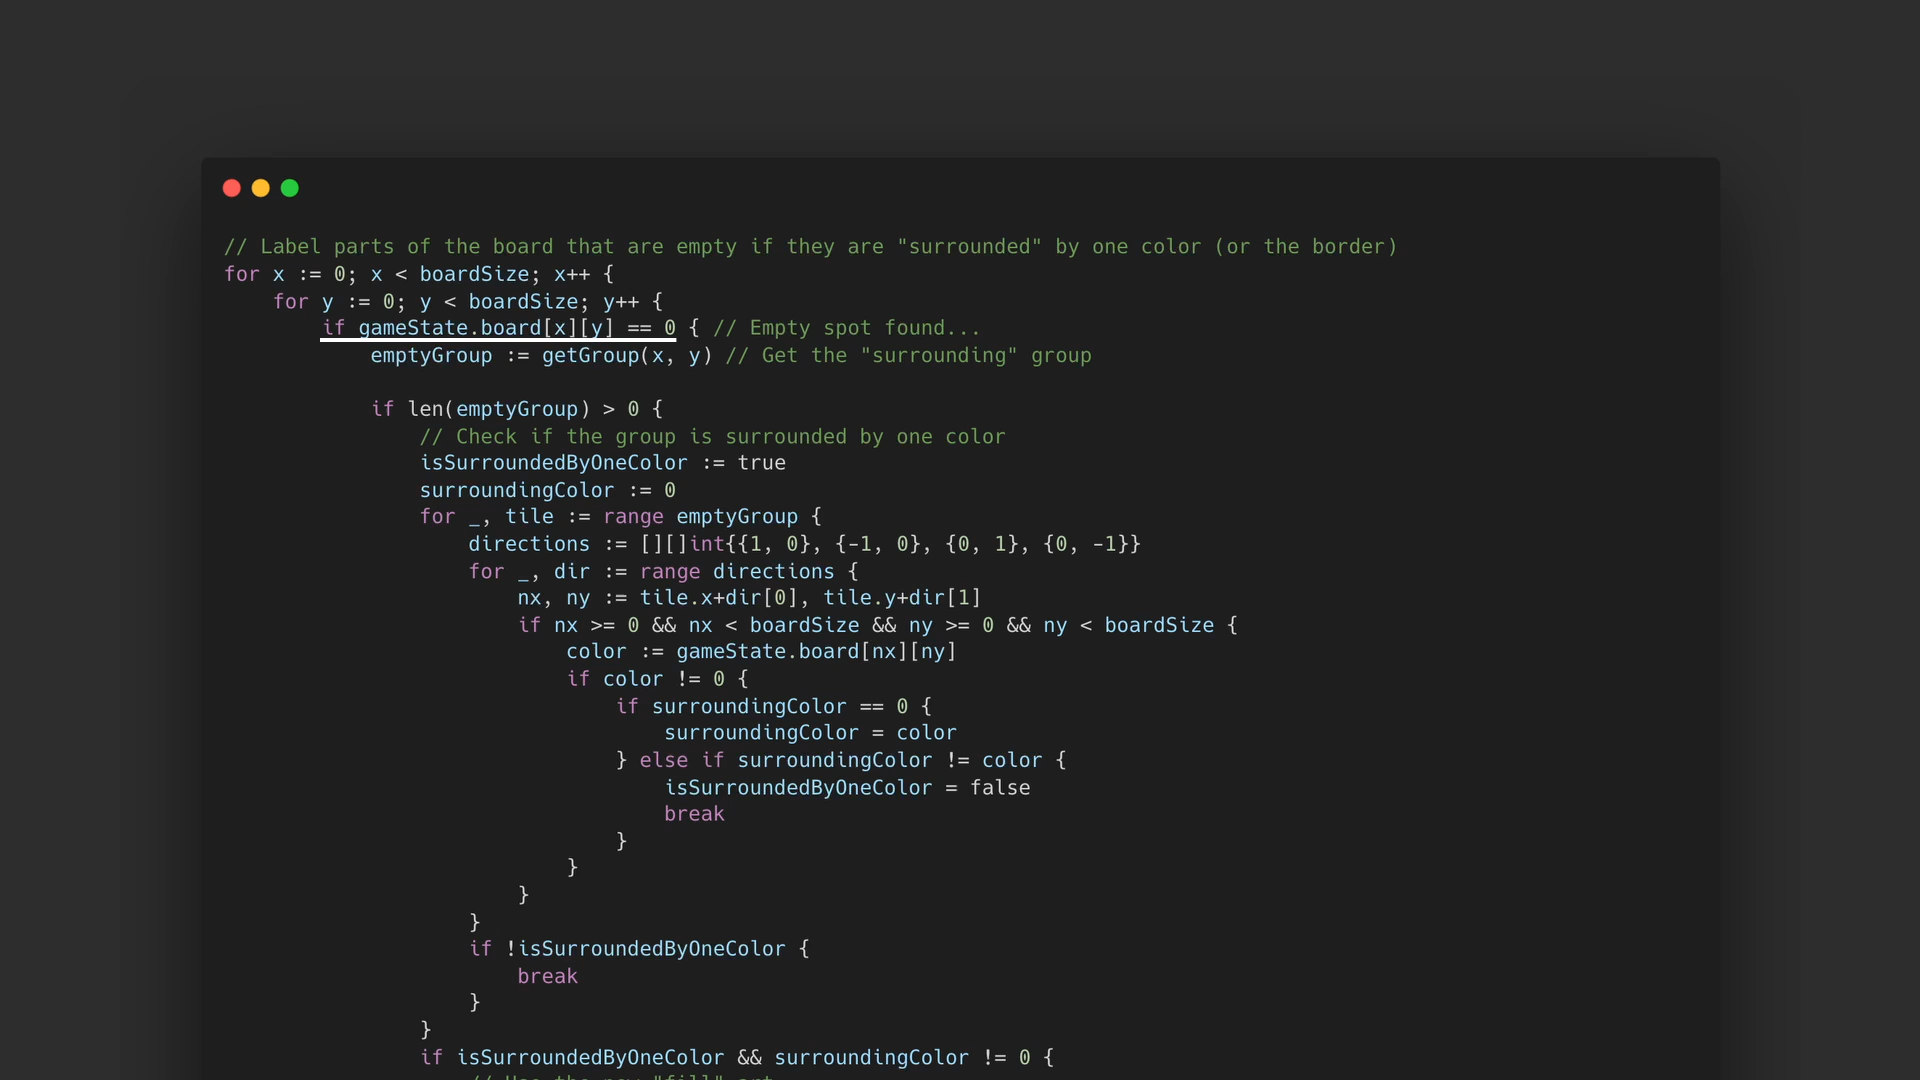 // Label parts of the board that are empty if they are "surrounded" by one color (or the border)
for x := 0; x < boardSize; x++ {
    for y := 0; y < boardSize; y++ {
        if gameState.board[x][y] == 0 { // Empty spot found...
            emptyGroup := getGroup(x, y) // Get the "surrounding" group

            if len(emptyGroup) > 0 {
                // Check if the group is surrounded by one color
                isSurroundedByOneColor := true
                surroundingColor := 0
                for _, tile := range emptyGroup {
                    directions := [][]int{{1, 0}, {-1, 0}, {0, 1}, {0, -1}}
                    for _, dir := range directions {
                        nx, ny := tile.x+dir[0], tile.y+dir[1]
                        if nx >= 0 && nx < boardSize && ny >= 0 && ny < boardSize {
                            color := gameState.board[nx][ny]
                            if color != 0 {
                                if surroundingColor == 0 {
                                    surroundingColor = color
                                } else if surroundingColor != color {
                                    isSurroundedByOneColor = false
                                    break
                                }
                            }
                        }
                    }
                    if !isSurroundedByOneColor {
                        break
                    }
                }
                if isSurroundedByOneColor && surroundingColor != 0 {